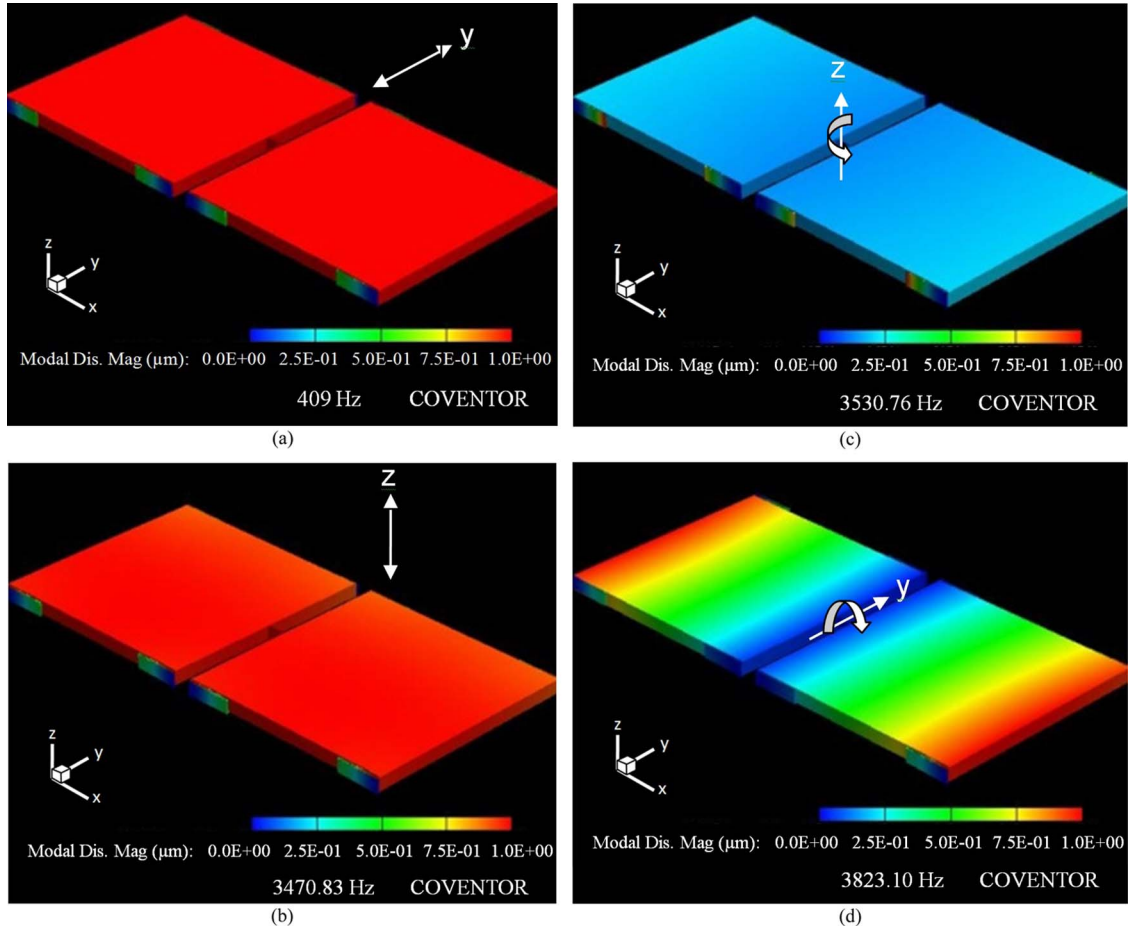 y
z
y
x
Modal Dis. Mag (µm): 0.0E+00 2.5E-01 5.0E-01 7.5E-01 1.0E+00
409 Hz COVENTOR
(a)
z
z
y
x
Modal Dis. Mag (µm): 0.0E+00 2.5E-01 5.0E-01 7.5E-01 1.0E+00
3530.76 Hz COVENTOR
(c)
z
z
y
x
Modal Dis. Mag (µm): 0.0E+00 2.5E-01 5.0E-01 7.5E-01 1.0E+00
3470.83 Hz COVENTOR
(b)
y
z
y
x
Modal Dis. Mag (µm): 0.0E+00 2.5E-01 5.0E-01 7.5E-01 1.0E+00
3823.10 Hz COVENTOR
(d)